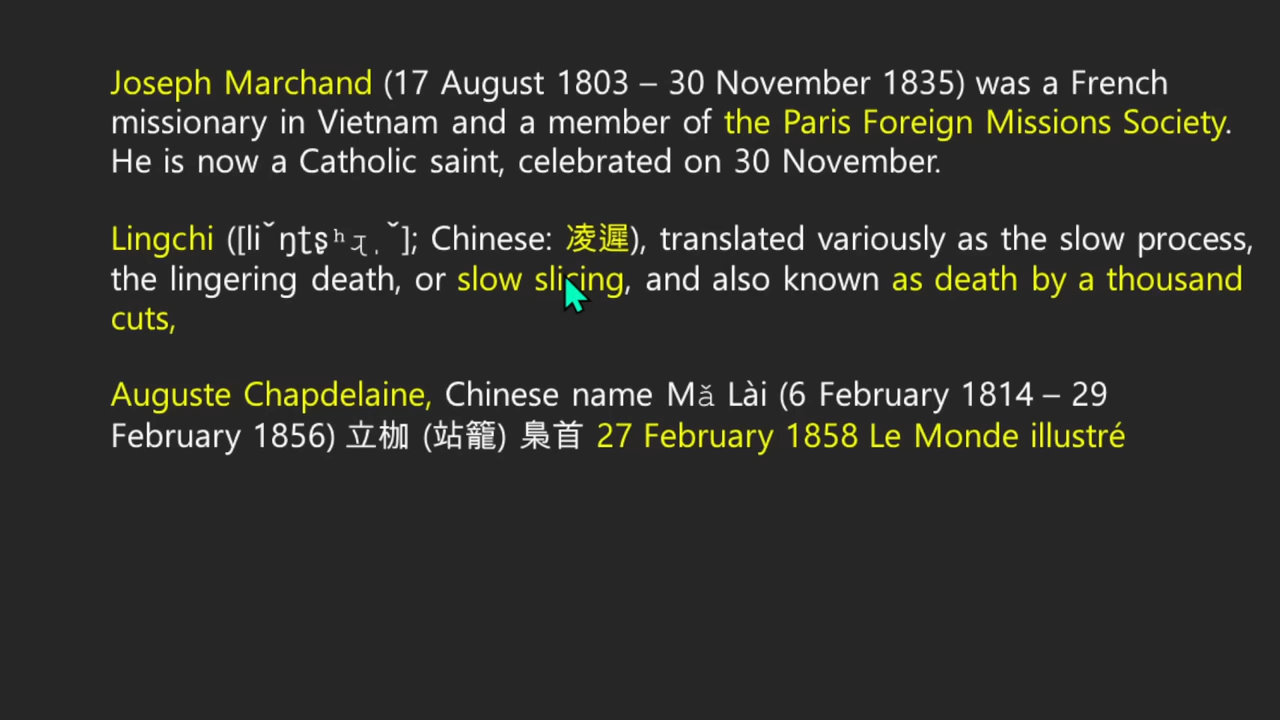 Joseph Marchand (17 August 1803 – 30 November 1835) was a French
missionary in Vietnam and a member of the Paris Foreign Missions Society.
He is now a Catholic saint, celebrated on 30 November.
Lingchi ([liˇŋʈʂʰɻ̩ˇ]; Chinese: 凌遲), translated variously as the slow process,
the lingering death, or slow slicing, and also known as death by a thousand
cuts,
Auguste Chapdelaine, Chinese name Mǎ Lài (6 February 1814 – 29
February 1856) 立枷 (站籠) 梟首 27 February 1858 Le Monde illustré